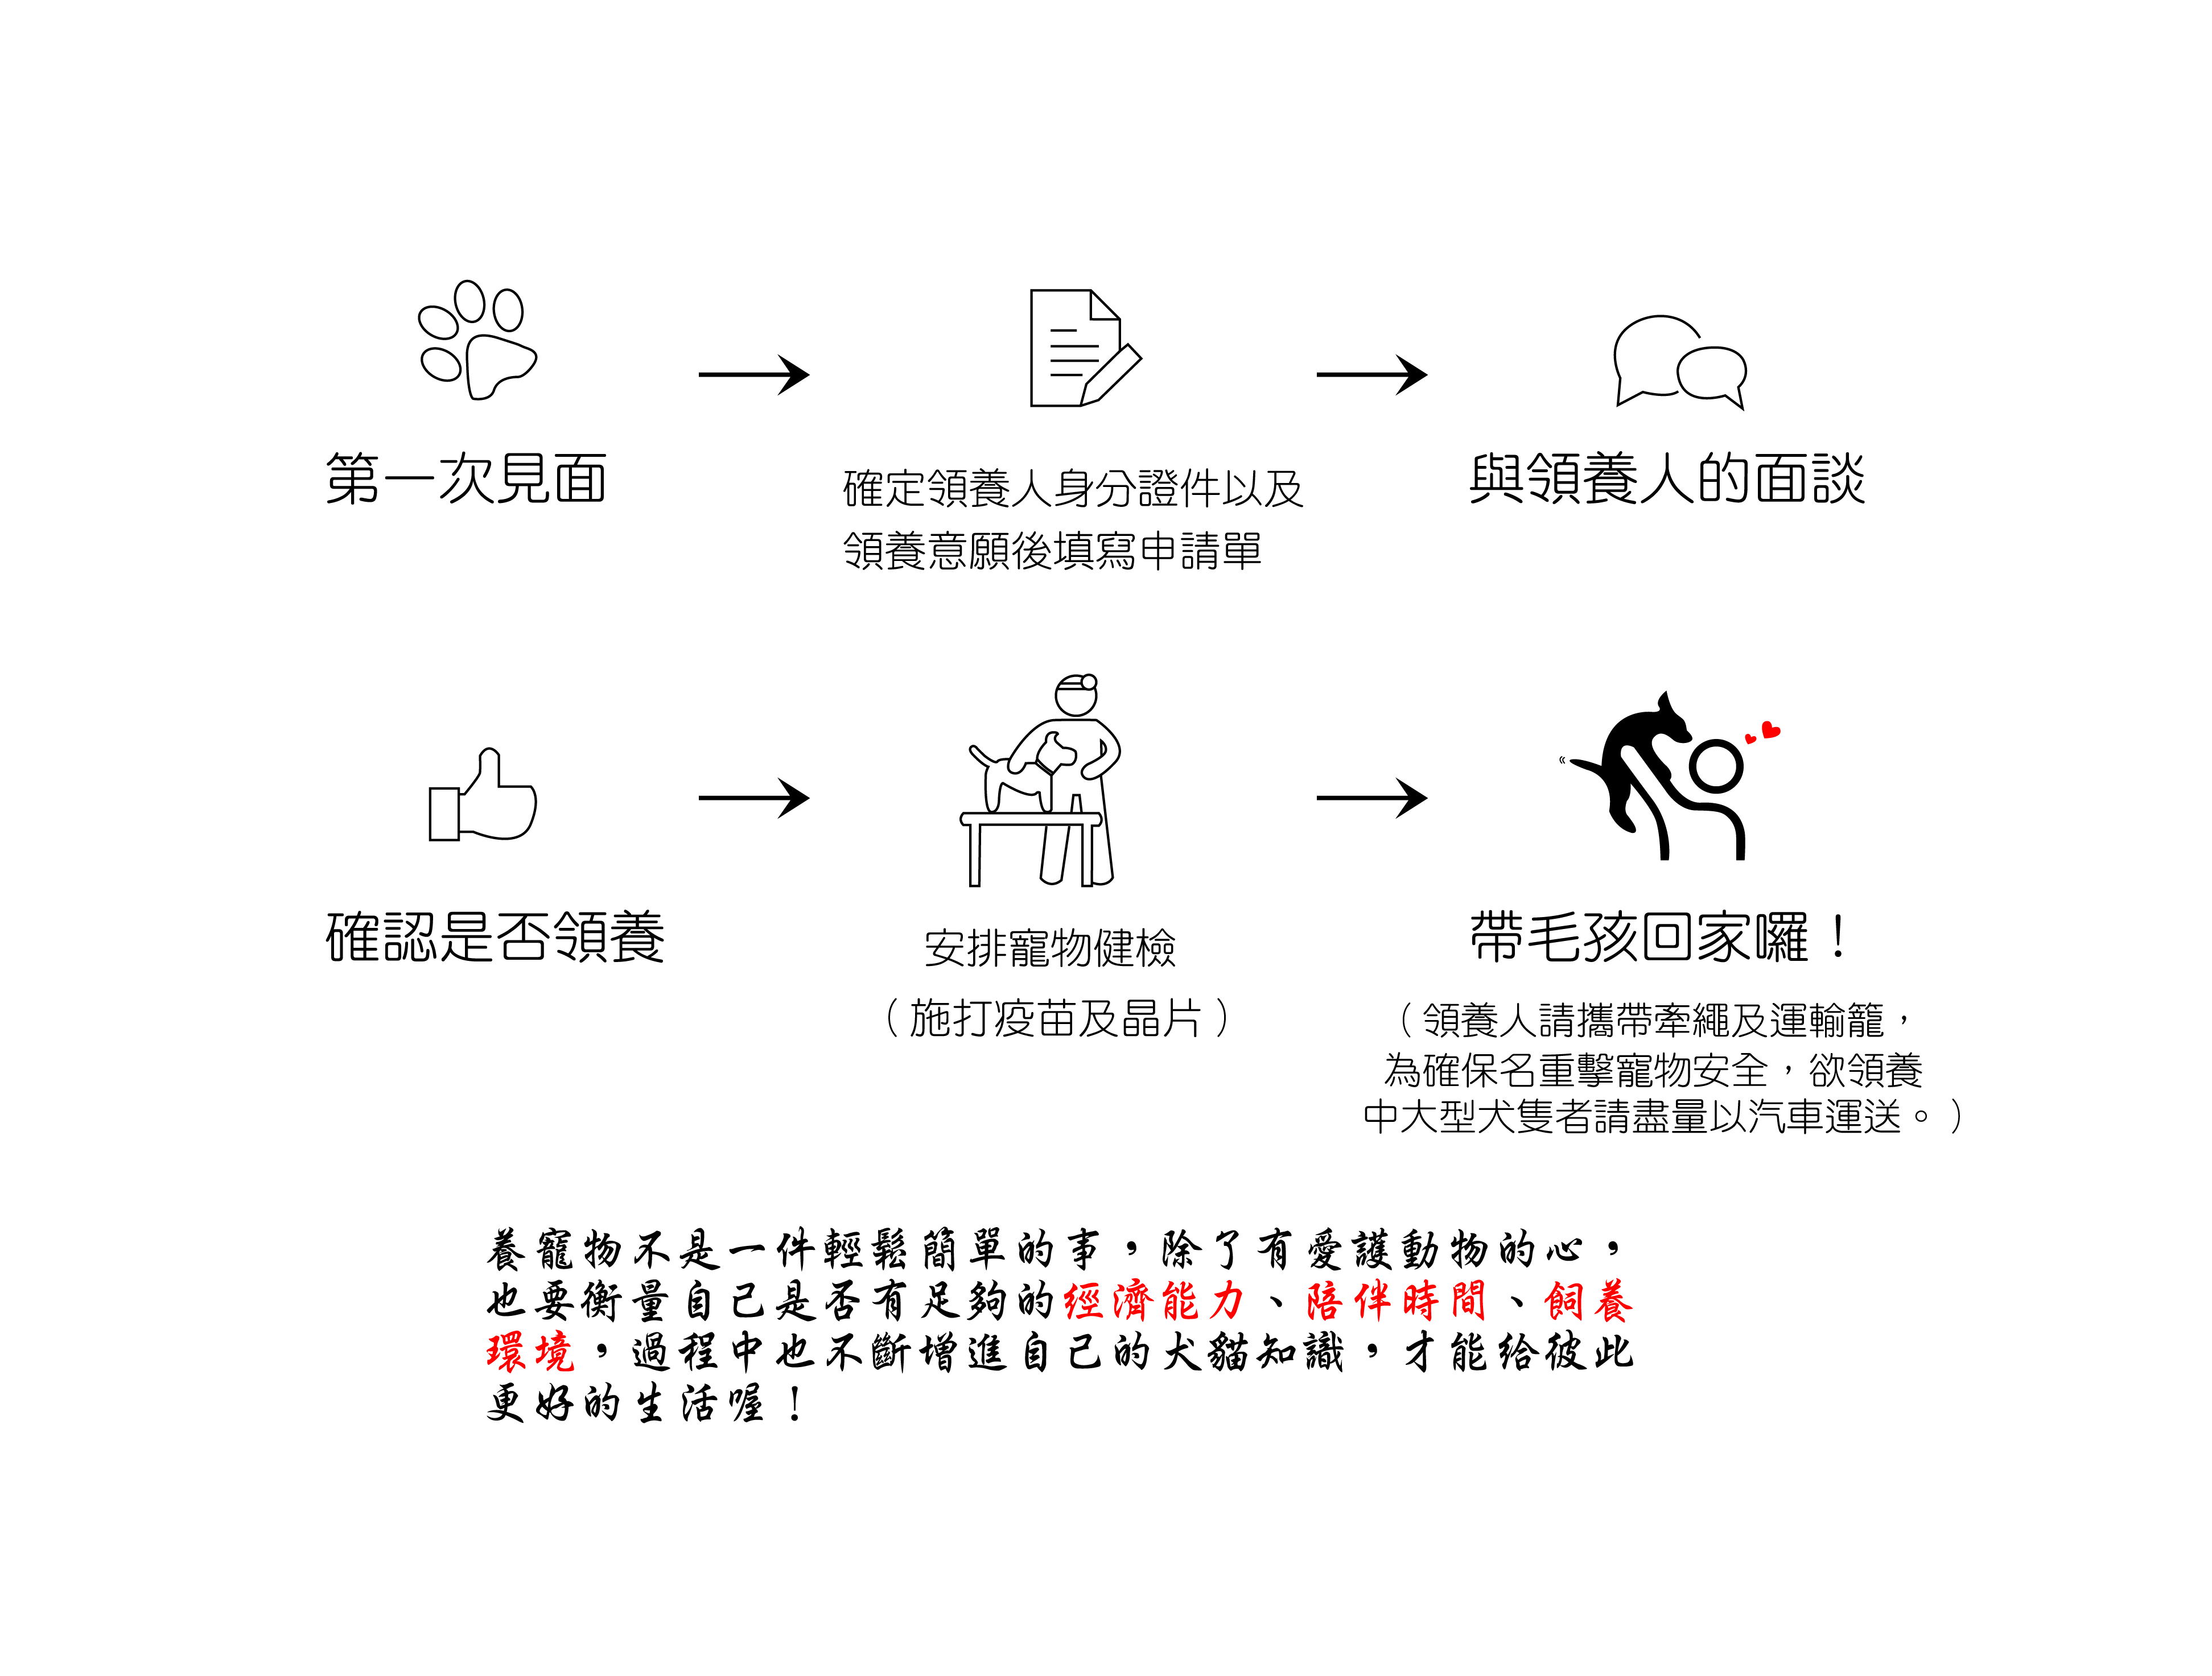 第一次見面
確定領養人身分證件以及
領養意願後填寫申請單
與領養人的面談
確認是否領養
安排寵物健檢
（施打疫苗及晶片）
帶毛孩回家囉！
（領養人請攜帶牽繩及運輸籠，
為確保名重擊寵物安全，欲領養
中大型犬隻者請盡量以汽車運送。）
養寵物不是一件輕鬆簡單的事，除了有愛護動物的心，
也要衡量自己是否有足夠的經濟能力、陪伴時間、飼養
環境，過程中也不斷增進自己的犬貓知識，才能給彼此
更好的生活喔！